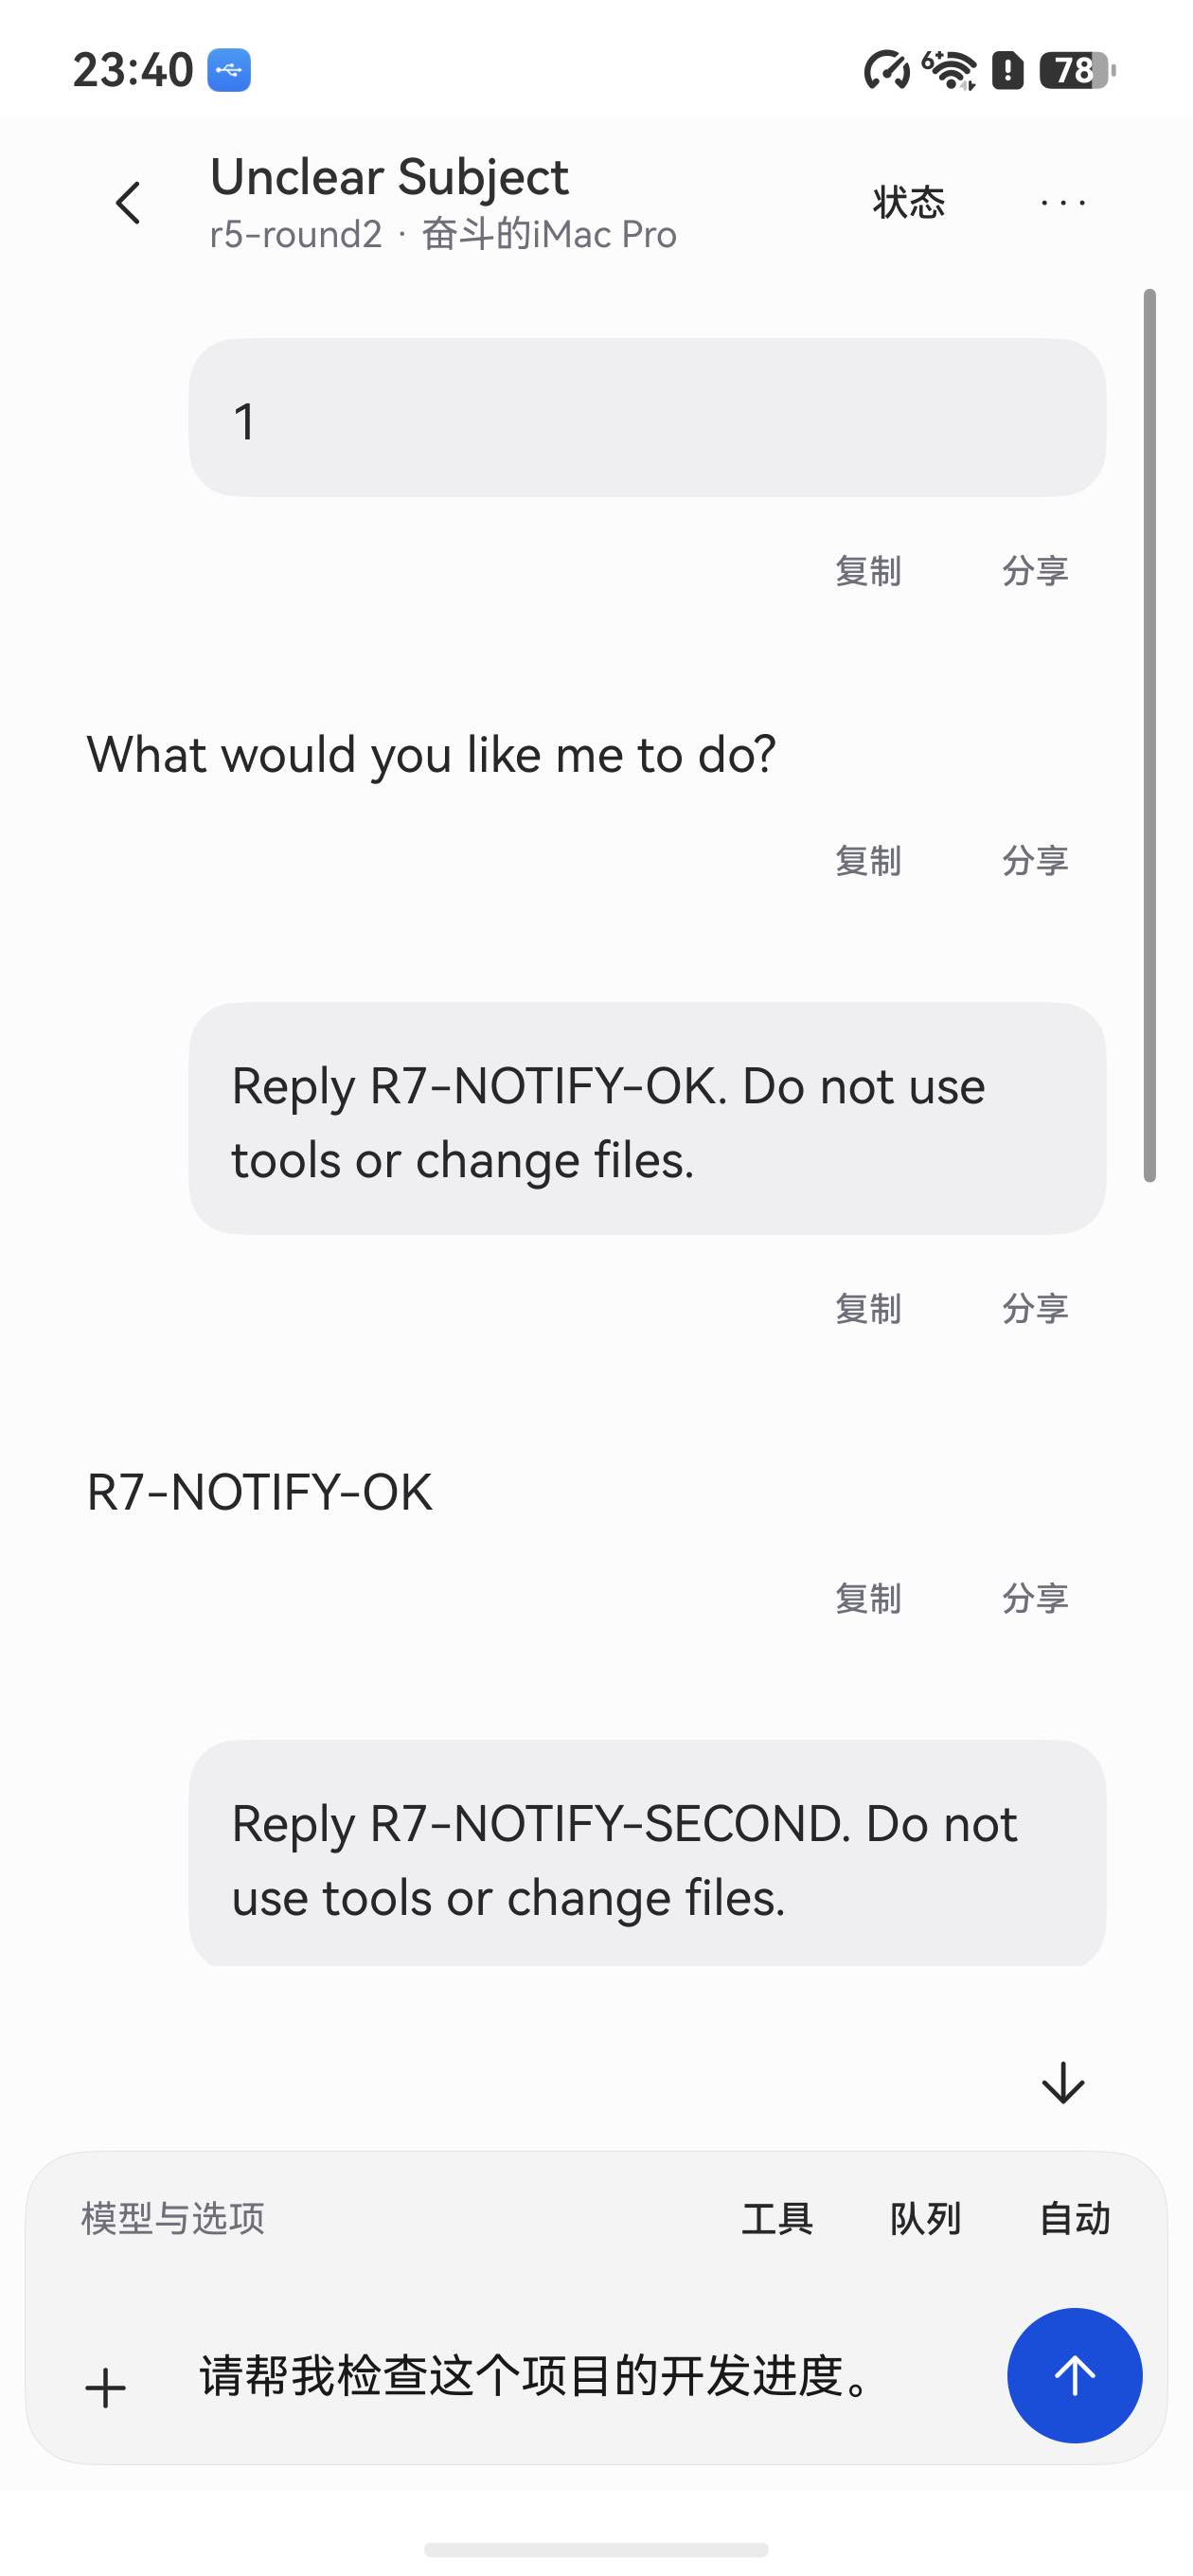 23:40
6+
78
Unclear Subject
状态
···
r5-round2 · 奋斗的iMac Pro
1
复制 分享
What would you like me to do?
复制 分享
Reply R7-NOTIFY-OK. Do not use
tools or change files.
复制 分享
R7-NOTIFY-OK
复制 分享
Reply R7-NOTIFY-SECOND. Do not
use tools or change files.
模型与选项 工具 队列 自动
请帮我检查这个项目的开发进度。